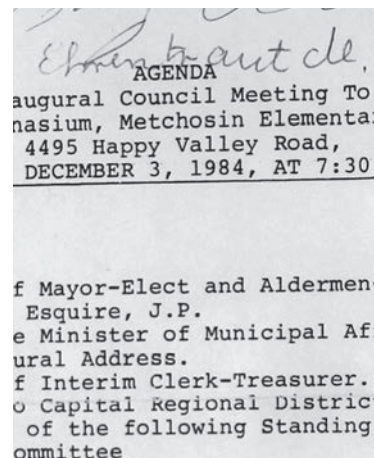 AGENDA
augural Council Meeting To
nasium, Metchosin Elementa
4495 Happy Valley Road,
DECEMBER 3, 1984, AT 7:30
f Mayor-Elect and Aldermen
Esquire, J.P.
e Minister of Municipal Af
ural Address.
f Interim Clerk-Treasurer.
o Capital Regional Distric
of the following Standing
ommittee